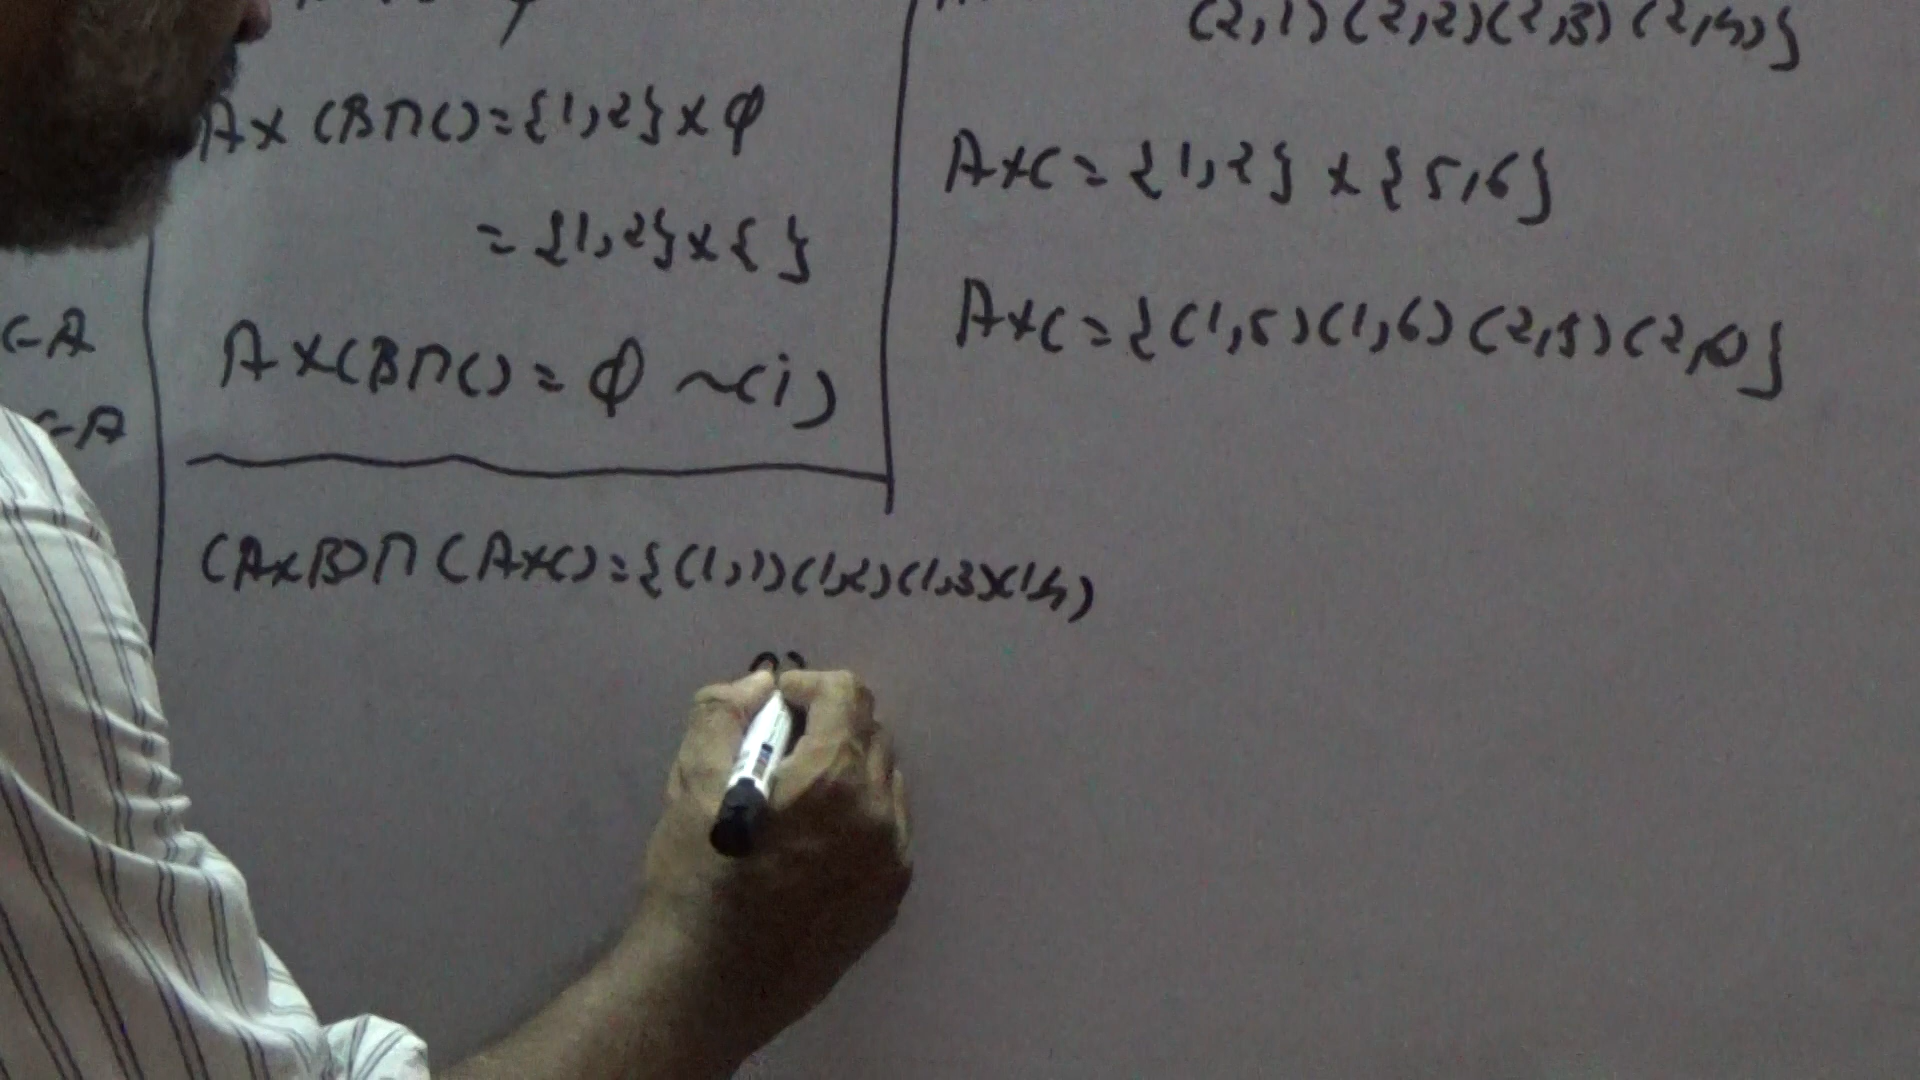 A×(B∩C)={1,2}×φ
={1,2}×{ }
A×(B∩C)=φ ~(i)
(2,1)(2,2)(2,3)(2,4)}
A×C={1,2}×{5,6}
A×C={(1,5)(1,6)(2,5)(2,6)}
(A×B)∩(A×C)={(1,1)(1,2)(1,3)(1,4)